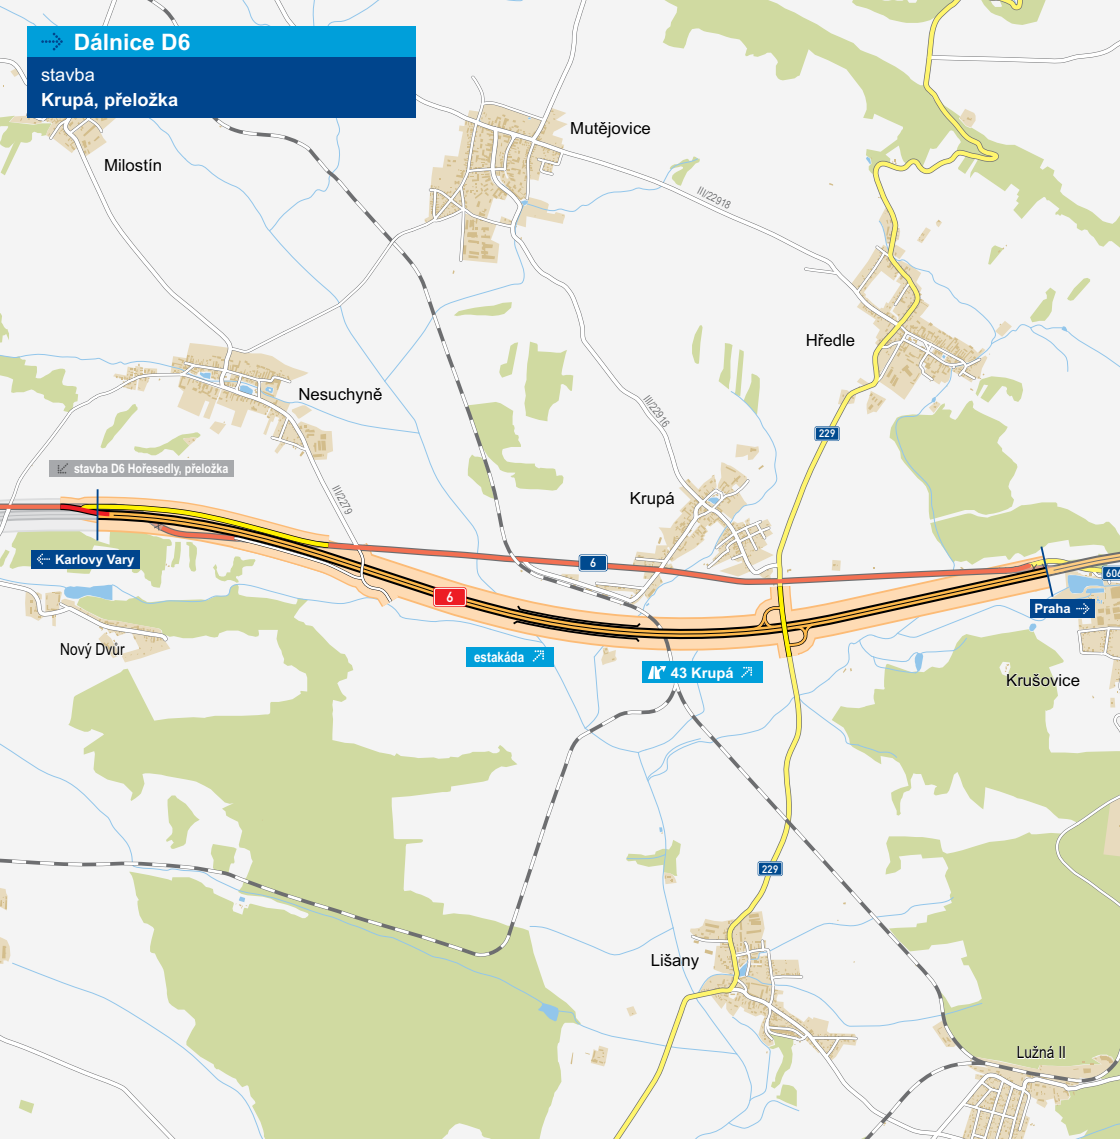 Dálnice D6
stavba
Krupá, přeložka
Mutějovice
Milostín
III/22918
Hředle
Nesuchyně
III/22916
229
stavba D6 Hořesedly, přeložka
III/2279
Krupá
Karlovy Vary
6
606
6
Praha
Nový Dvůr
estakáda
43 Krupá
Krušovice
229
Lišany
Lužná II